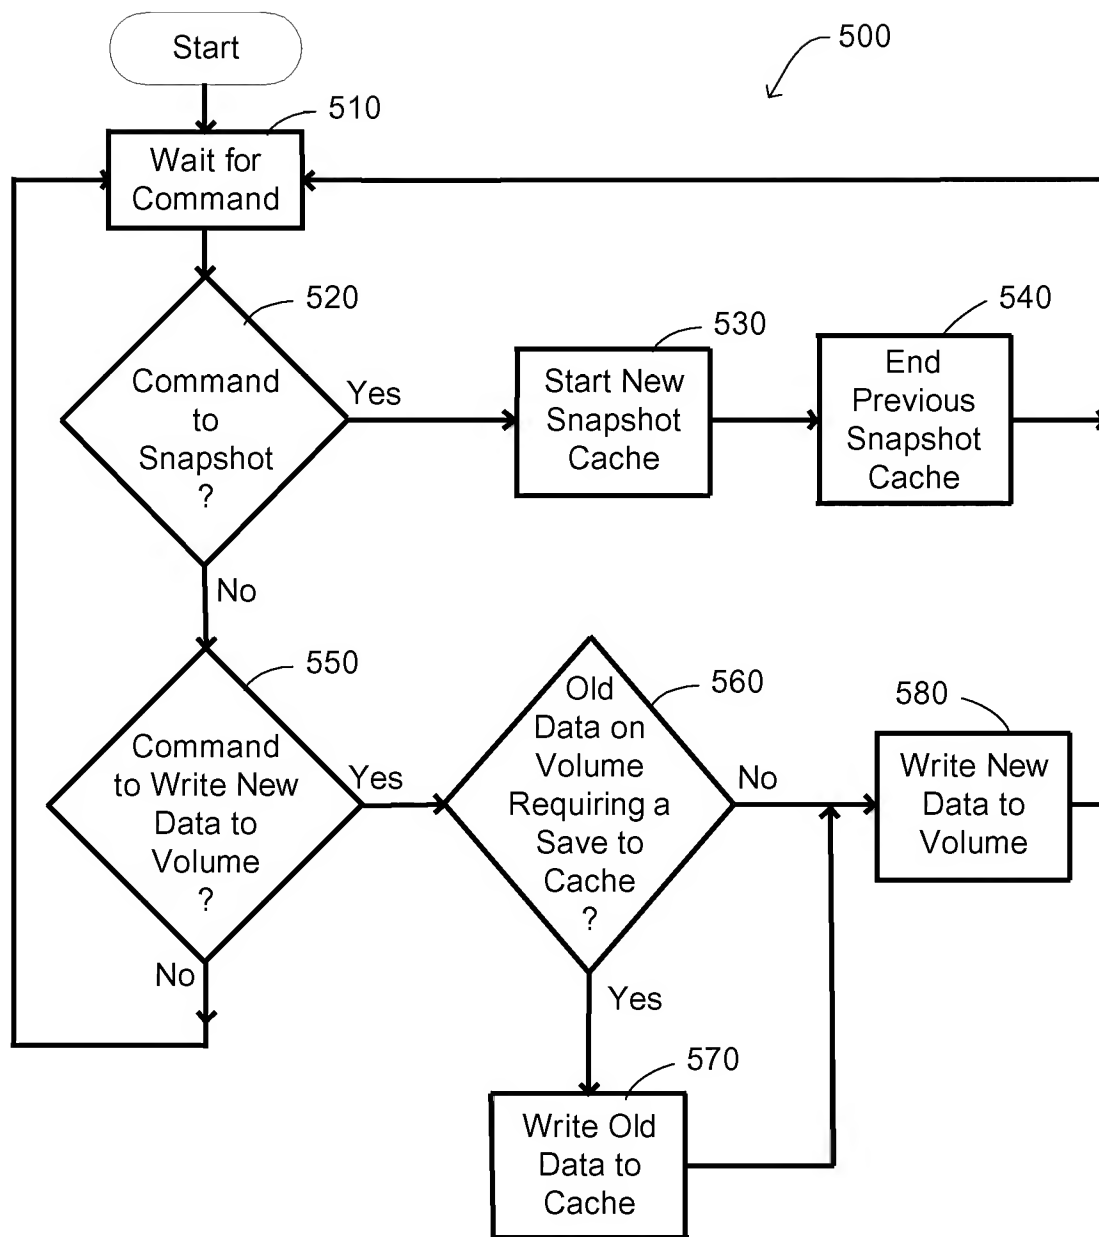 Start
500
510
Wait for
Command
520
Command
to
Snapshot
?
Yes
530
Start New
Snapshot
Cache
540
End
Previous
Snapshot
Cache
No
550
Command
to Write New
Data to
Volume
?
Yes
No
560
Old
Data on
Volume
Requiring a
Save to
Cache
?
No
Yes
580
Write New
Data to
Volume
570
Write Old
Data to
Cache